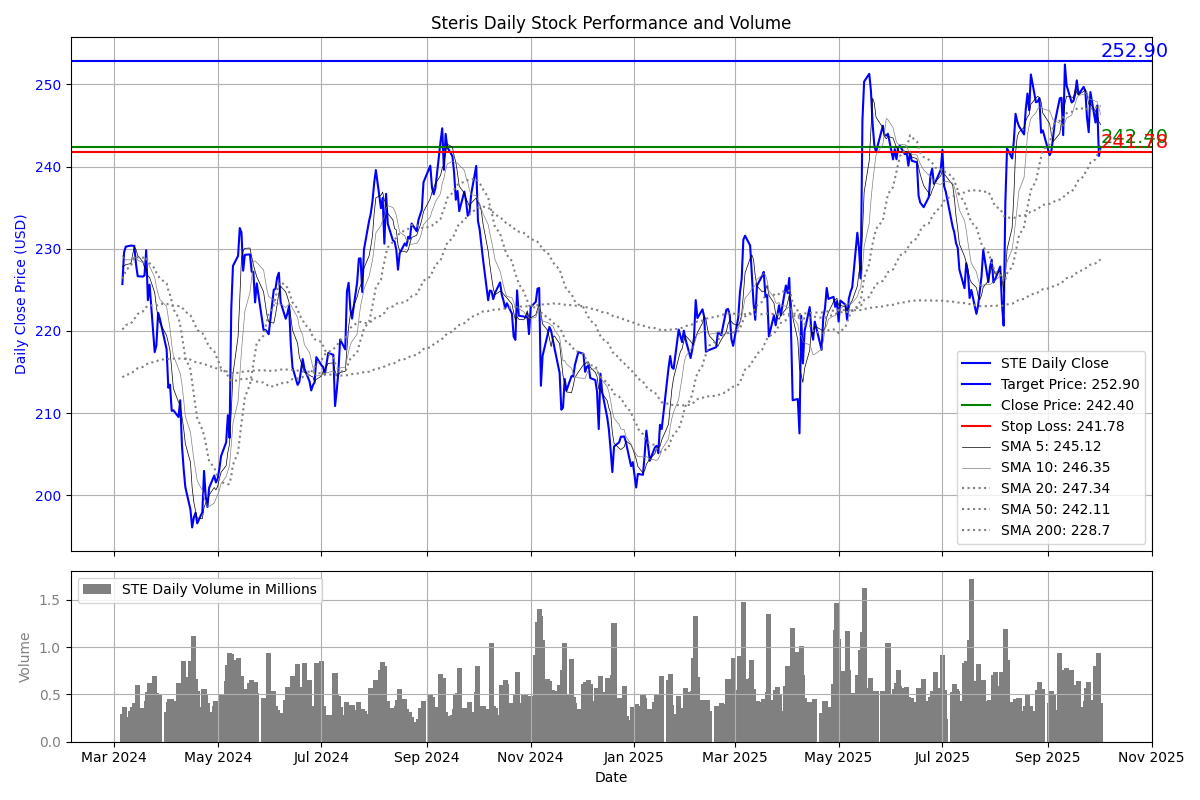 Steris Daily Stock Performance and Volume
Daily Close Price (USD)
250
240
230
220
210
200
252.90
242.40
241.78
STE Daily Close
Target Price: 252.90
Close Price: 242.40
Stop Loss: 241.78
SMA 5: 245.12
SMA 10: 246.35
SMA 20: 247.34
SMA 50: 242.11
SMA 200: 228.7
Volume
1.5
1.0
0.5
0.0
STE Daily Volume in Millions
Mar 2024 May 2024 Jul 2024 Sep 2024 Nov 2024 Jan 2025 Mar 2025 May 2025 Jul 2025 Sep 2025 Nov 2025
Date